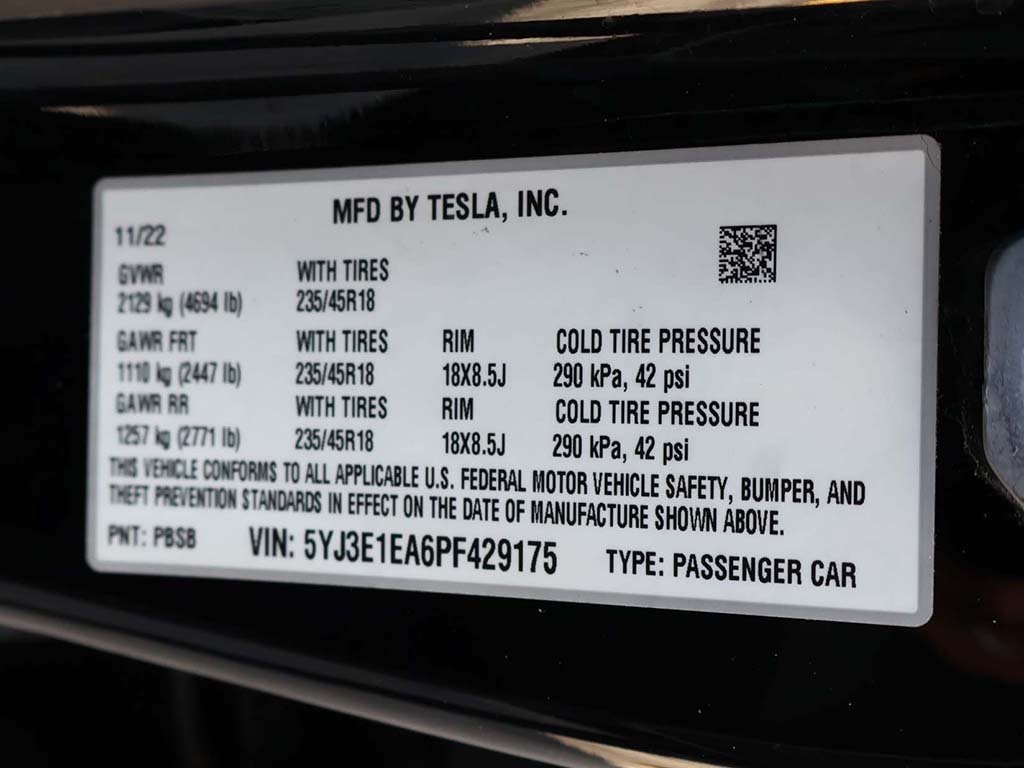 MFD BY TESLA, INC.
11/22
GVWR WITH TIRES
2129 kg (4694 lb) 235/45R18
GAWR FRT WITH TIRES RIM COLD TIRE PRESSURE
1110 kg (2447 lb) 235/45R18 18X8.5J 290 kPa, 42 psi
GAWR RR WITH TIRES RIM COLD TIRE PRESSURE
1257 kg (2771 lb) 235/45R18 18X8.5J 290 kPa, 42 psi
THIS VEHICLE CONFORMS TO ALL APPLICABLE U.S. FEDERAL MOTOR VEHICLE SAFETY, BUMPER, AND
THEFT PREVENTION STANDARDS IN EFFECT ON THE DATE OF MANUFACTURE SHOWN ABOVE.
PNT: PBSB VIN: 5YJ3E1EA6PF429175 TYPE: PASSENGER CAR